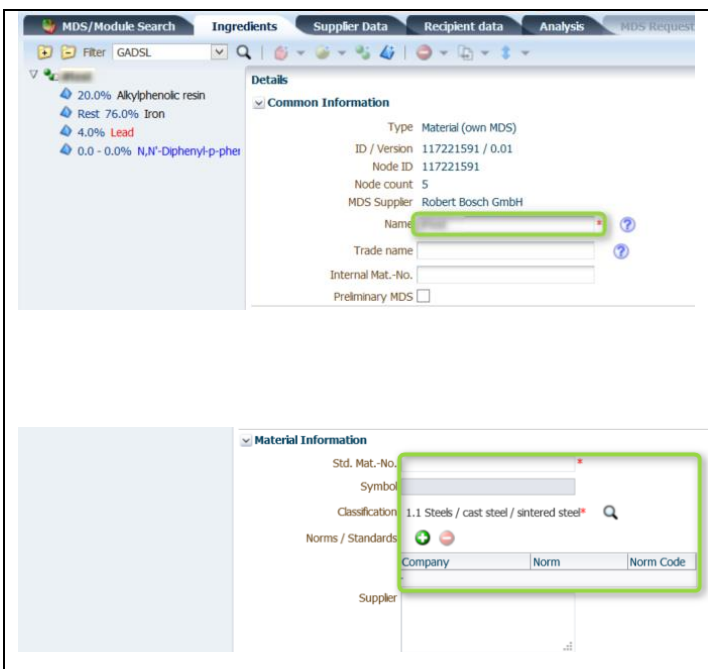 MDS/Module Search Ingredients Supplier Data Recipient data Analysis MDS Request
Filter GADSL
20.0% Alkylphenolic resin
Rest 76.0% Iron
4.0% Lead
0.0 - 0.0% N,N'-Diphenyl-p-pher
Details
Common Information
Type Material (own MDS)
ID / Version 117221591 / 0.01
Node ID 117221591
Node count 5
MDS Supplier Robert Bosch GmbH
Name *
Trade name
Internal Mat.-No.
Preliminary MDS
Material Information
Std. Mat.-No. *
Symbol
Classification 1.1 Steels / cast steel / sintered steel*
Norms / Standards
Company Norm Norm Code
Supplier